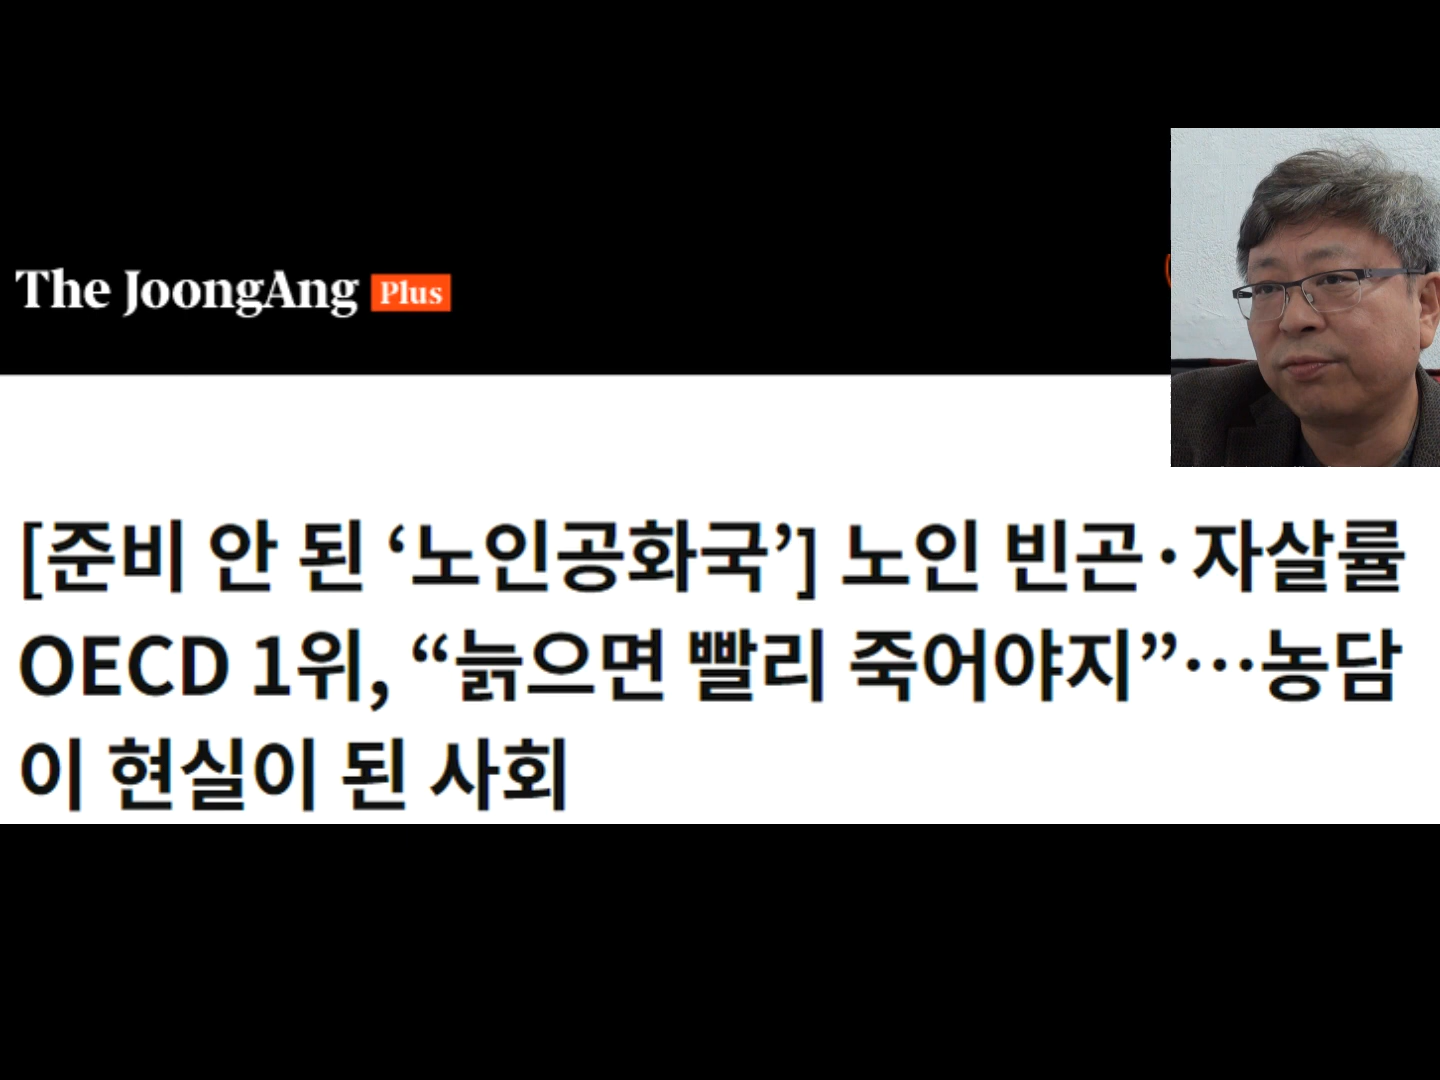 The JoongAng Plus
[준비 안 된 ‘노인공화국’] 노인 빈곤·자살률
OECD 1위, “늙으면 빨리 죽어야지”…농담
이 현실이 된 사회